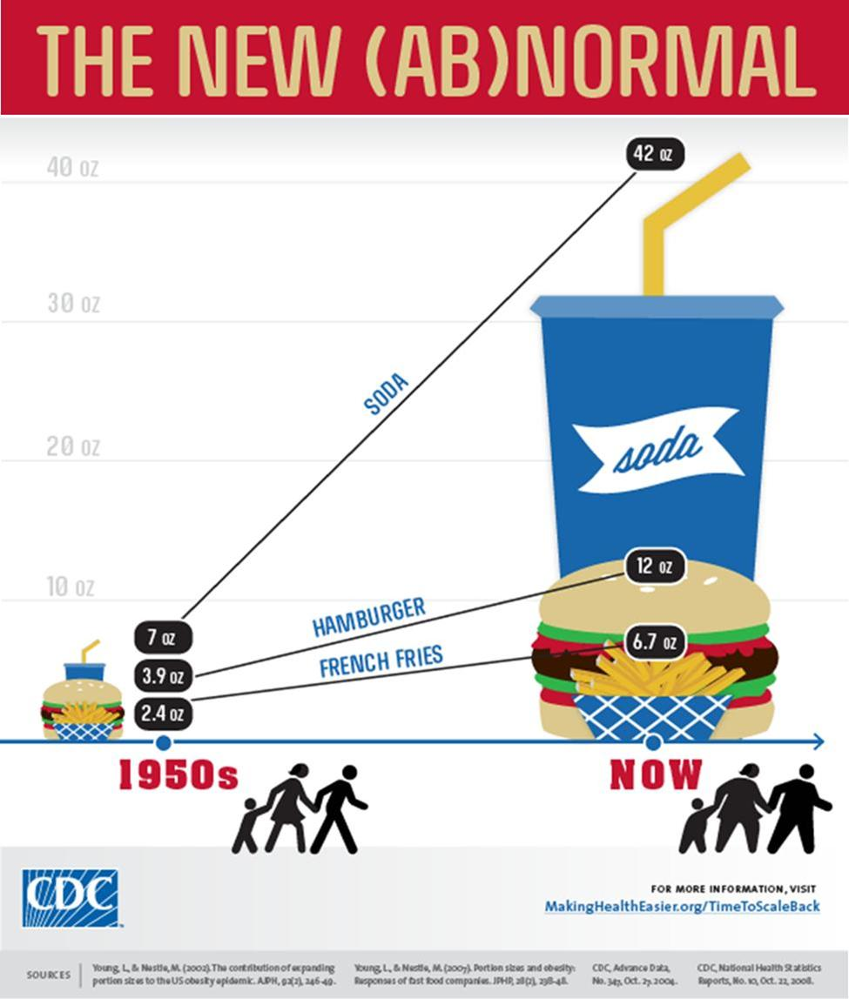 THE NEW (AB)NORMAL
42 OZ
40 OZ
30 OZ
SODA
soda
20 OZ
12 OZ
10 OZ
HAMBURGER
7 OZ
6.7 OZ
FRENCH FRIES
3.9 OZ
2.4 OZ
1950s
NOW
CDC
FOR MORE INFORMATION, VISIT
MakingHealthEasier.org/TimeToScaleBack
SOURCES
Young, L., & Nestle, M. (2002). The contribution of expanding
portion sizes to the US obesity epidemic. AJPH, 92(2), 246-49.
Young, L., & Nestle, M. (2007). Portion sizes and obesity:
Responses of fast food companies. JPHP, 28(2), 238-48.
CDC, Advance Data,
No. 347, Oct. 27. 2004.
CDC, National Health Statistics
Reports, No. 10, Oct. 22, 2008.